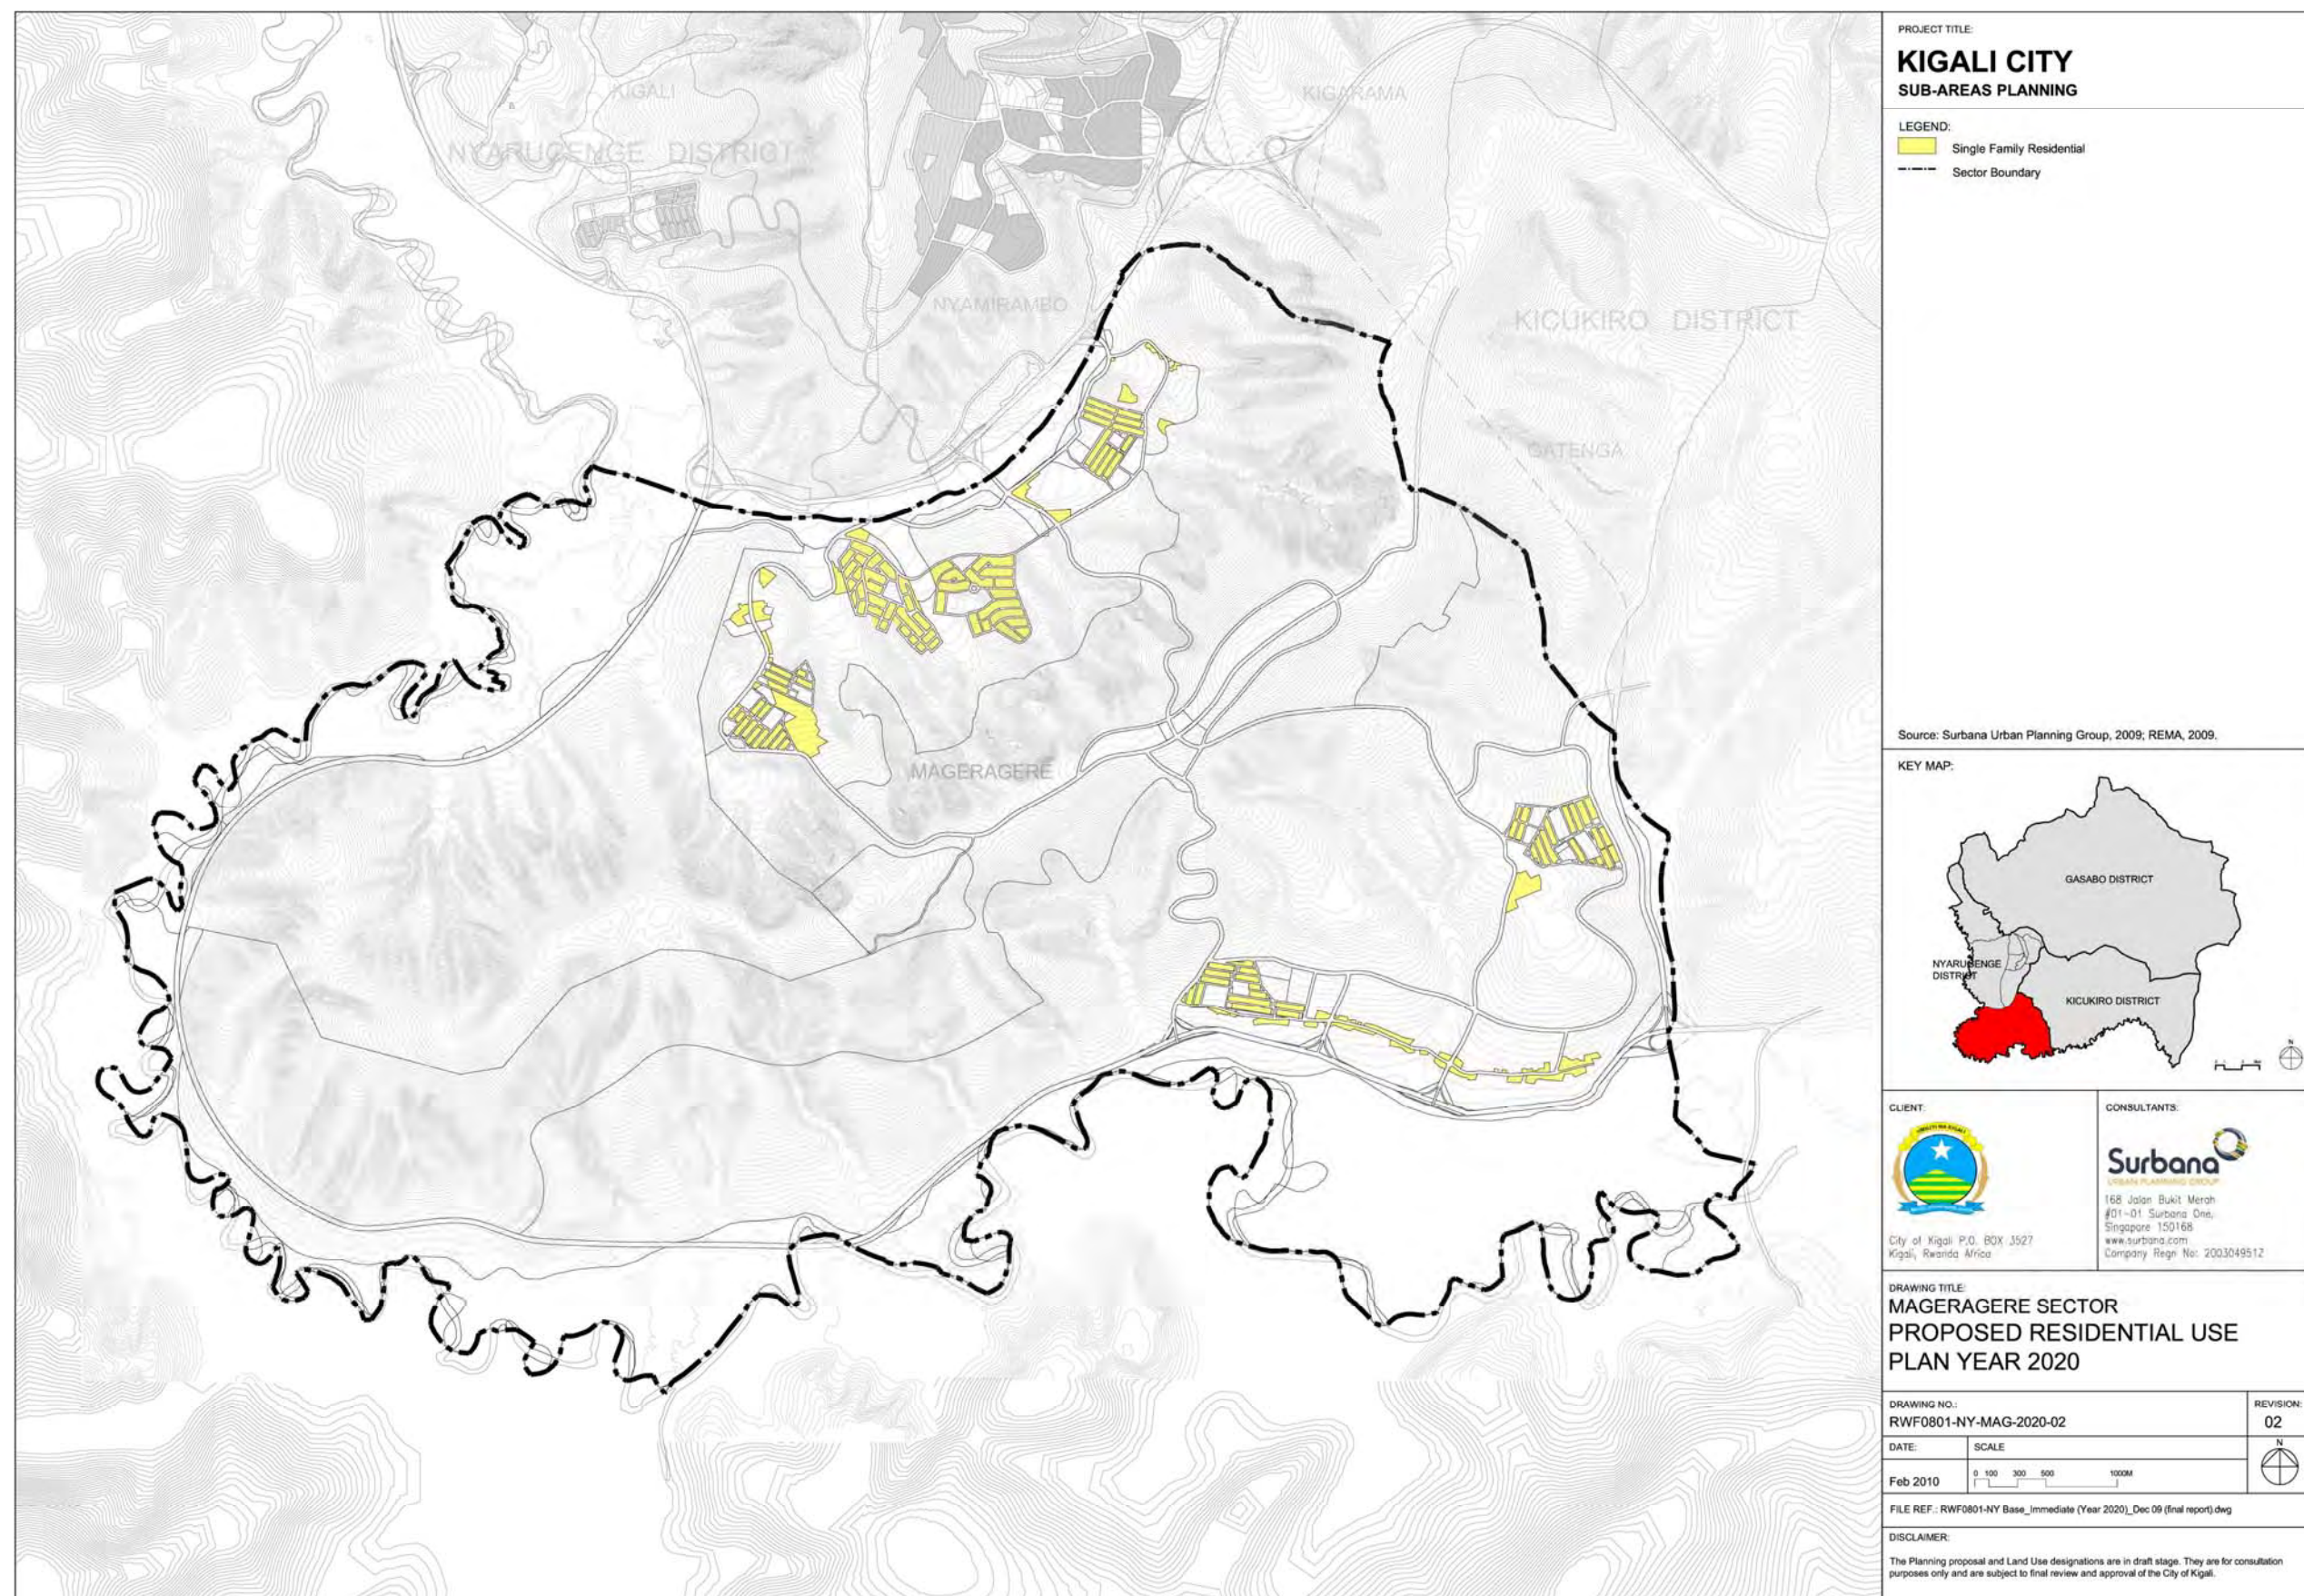 KIGALI
KIGARAMA
NYARUGENGE DISTRICT
NYAMIRAMBO
KICUKIRO DISTRICT
GATENGA
MAGERAGERE
PROJECT TITLE:
KIGALI CITY
SUB-AREAS PLANNING
LEGEND:
Single Family Residential
Sector Boundary
Source: Surbana Urban Planning Group, 2009; REMA, 2009.
KEY MAP:
GASABO DISTRICT
NYARUGENGE
DISTRICT
KICUKIRO DISTRICT
N
CLIENT:
City of Kigali P.O. BOX 3527
Kigali, Rwanda Africa
CONSULTANTS:
Surbana
URBAN PLANNING GROUP
168 Jalan Bukit Merah
#01-01 Surbana One,
Singapore 150168
www.surbana.com
Company Regn No: 2003049512
DRAWING TITLE:
MAGERAGERE SECTOR
PROPOSED RESIDENTIAL USE
PLAN YEAR 2020
DRAWING NO.:
RWF0801-NY-MAG-2020-02
REVISION:
02
DATE:
Feb 2010
SCALE
0 100 300 500 1000M
N
FILE REF.: RWF0801-NY Base_Immediate (Year 2020)_Dec 09 (final report).dwg
DISCLAIMER:
The Planning proposal and Land Use designations are in draft stage. They are for consultation
purposes only and are subject to final review and approval of the City of Kigali.